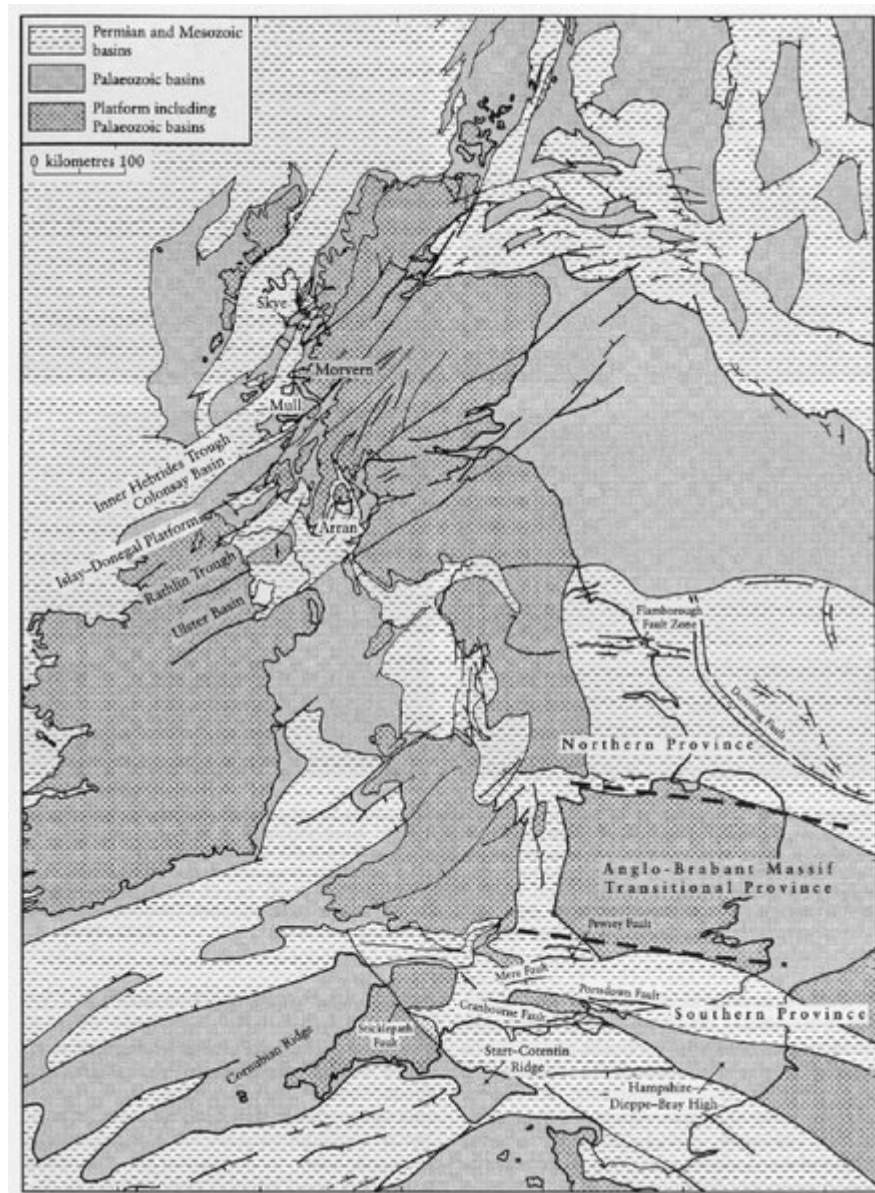 Permian and Mesozoic
basins
Palaeozoic basins
Platform including
Palaeozoic basins
0 kilometres 100
Skye
Morvern
Mull
Inner Hebrides Trough
Colonsay Basin
Arran
Islay–Donegal Platform
Rathlin Trough
Ulster Basin
Flamborough
Fault Zone
Dowsing Fault
Northern Province
Anglo-Brabant Massif
Transitional Province
Pewsey Fault
Mere Fault
Portsdown Fault
Cranbourne Fault
Southern Province
Sticklepath
Fault
Start–Cotentin
Ridge
Cornubian Ridge
Hampshire–
Dieppe–Bray High